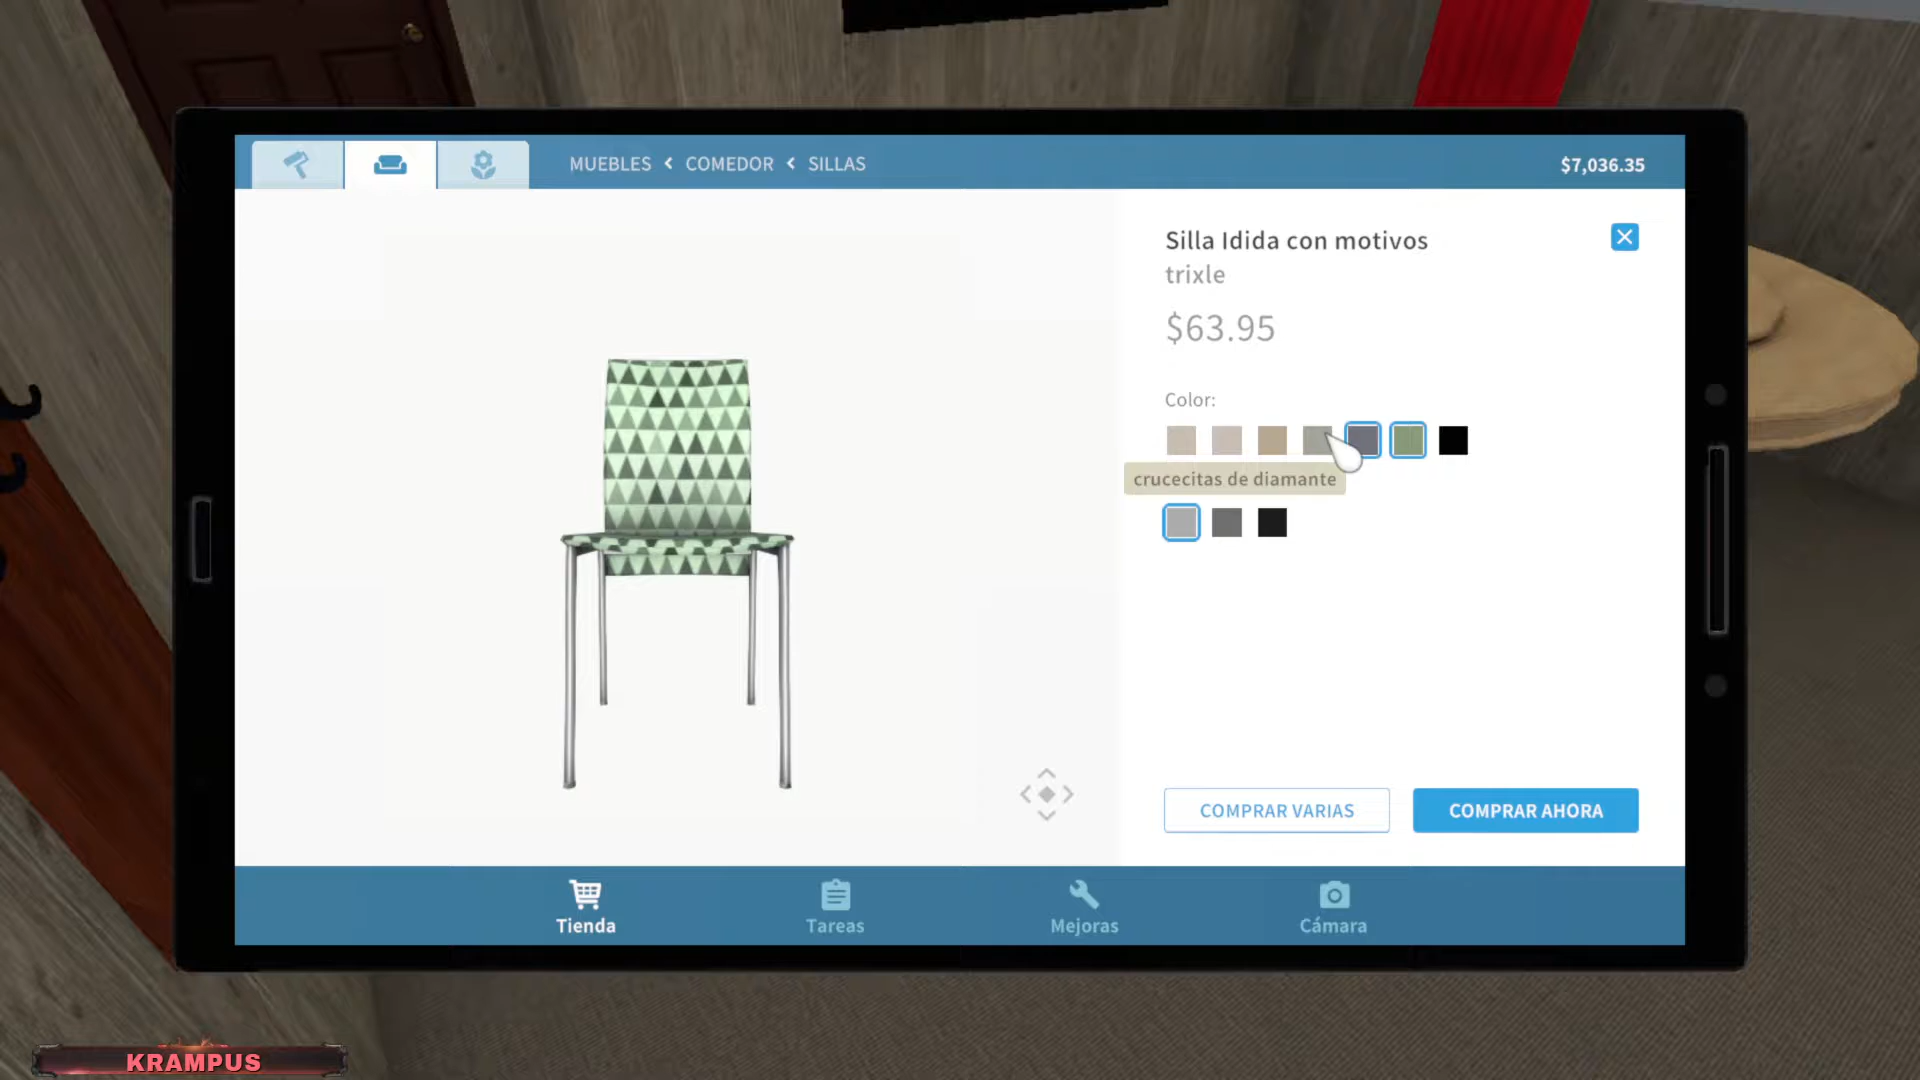 MUEBLES < COMEDOR < SILLAS
$7,036.35
Silla Idida con motivos
trixle
$63.95
Color:
crucecitas de diamante
COMPRAR VARIAS
COMPRAR AHORA
Tienda
Tareas
Mejoras
Cámara
KRAMPUS